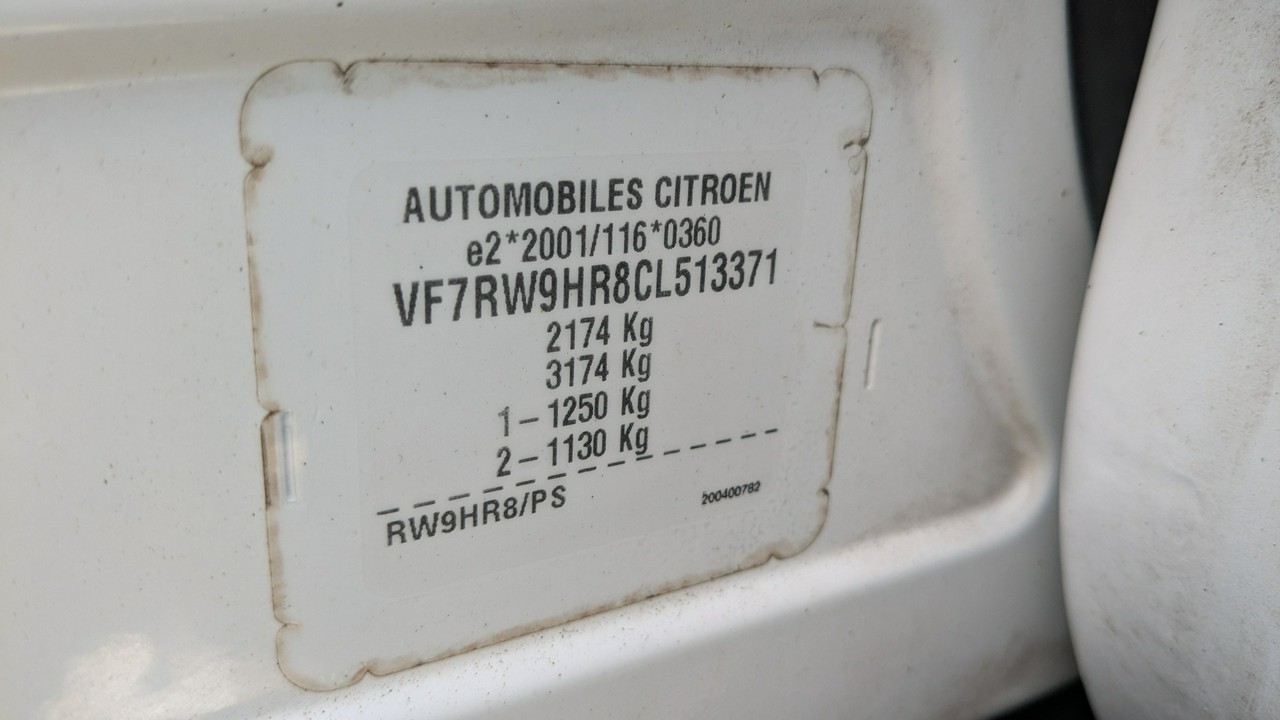 AUTOMOBILES CITROEN
e2*2001/116*0360
VF7RW9HR8CL513371
2174 Kg
3174 Kg
1 – 1250 Kg
2 – 1130 Kg
RW9HR8/PS
200400782